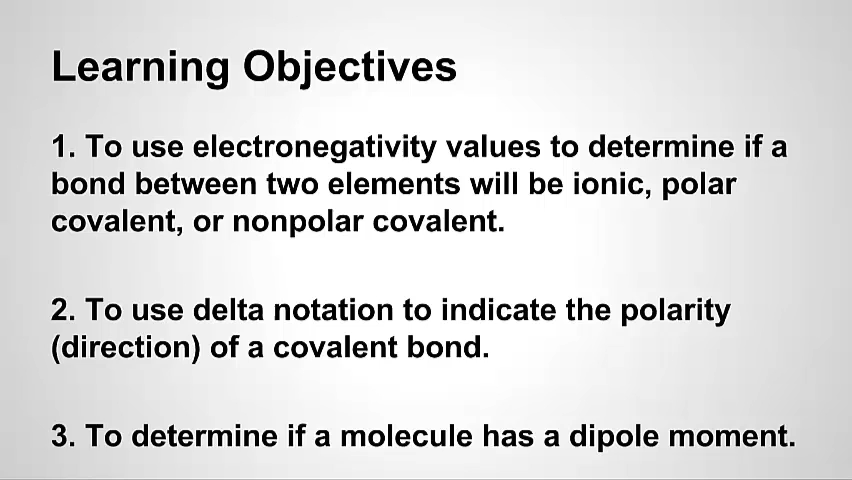 Learning Objectives
1. To use electronegativity values to determine if a
bond between two elements will be ionic, polar
covalent, or nonpolar covalent.
2. To use delta notation to indicate the polarity
(direction) of a covalent bond.
3. To determine if a molecule has a dipole moment.